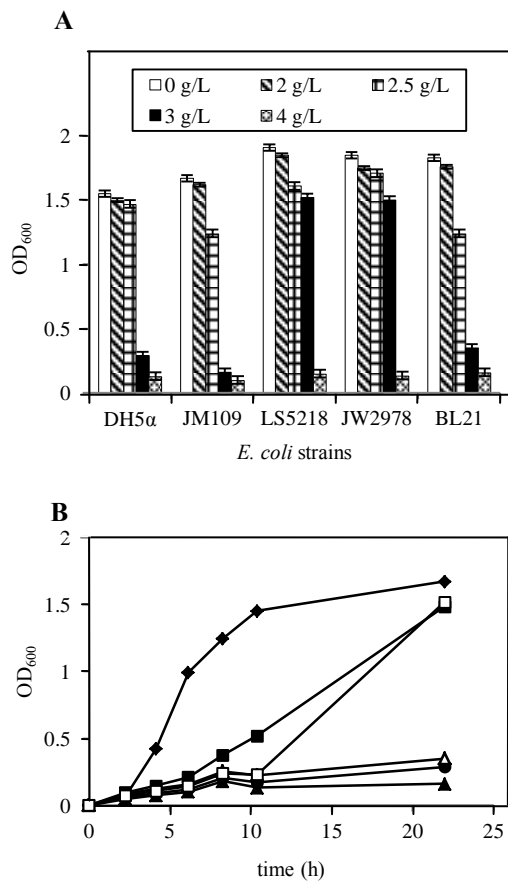 A
0 g/L 2 g/L 2.5 g/L
3 g/L 4 g/L
2
1.5
1
0.5
0
OD600
DH5α JM109 LS5218 JW2978 BL21
E. coli strains
B
2
1.5
1
0.5
0
OD600
0 5 10 15 20 25
time (h)